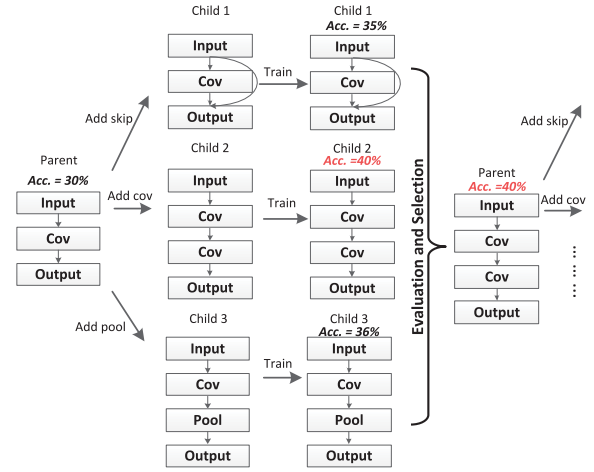 Parent
Acc. = 30%
Input
Cov
Output
Add skip
Add cov
Add pool
Child 1
Input
Cov
Output
Train
Child 1
Acc. = 35%
Input
Cov
Output
Child 2
Input
Cov
Cov
Output
Train
Child 2
Acc. =40%
Input
Cov
Cov
Output
Child 3
Input
Cov
Pool
Output
Train
Child 3
Acc. = 36%
Input
Cov
Pool
Output
Evaluation and Selection
Parent
Acc. =40%
Input
Cov
Cov
Output
Add skip
Add cov